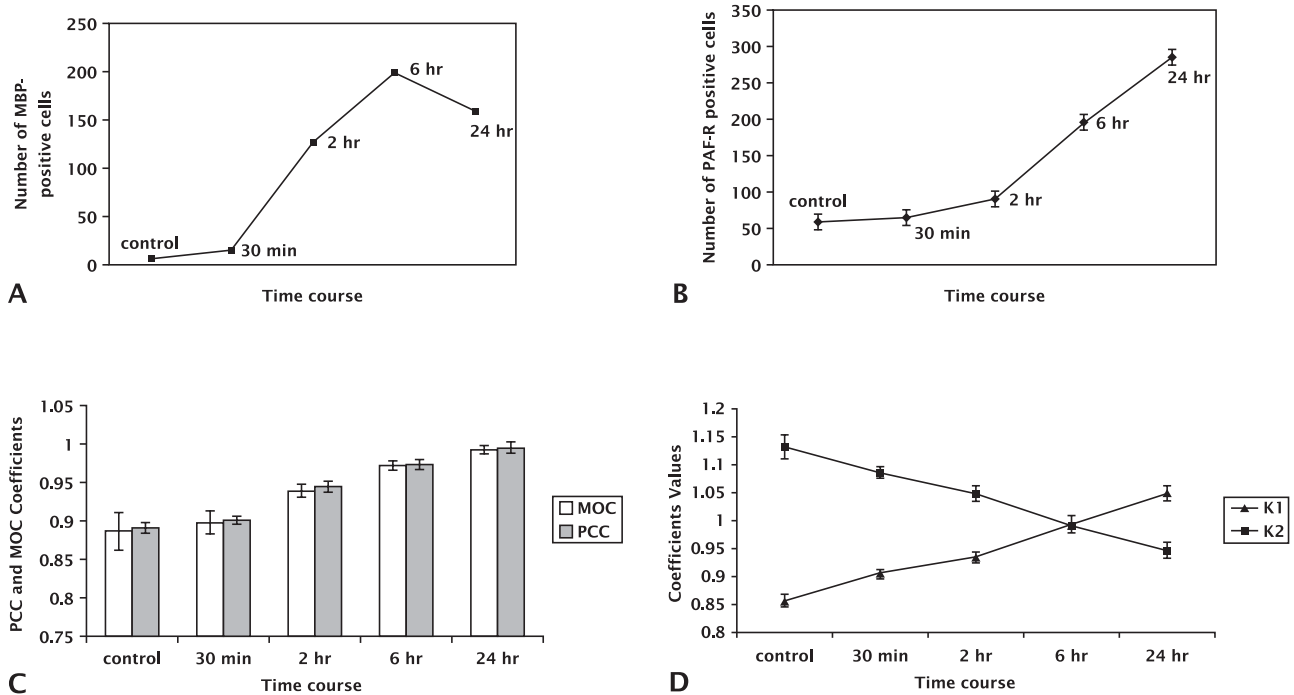 Number of MBP-
positive cells
250
200
150
100
50
0
control
30 min
2 hr
6 hr
24 hr
Time course
A
Number of PAF-R positive cells
350
300
250
200
150
100
50
0
control
30 min
2 hr
6 hr
24 hr
Time course
B
PCC and MOC Coefficients
1.05
1
0.95
0.9
0.85
0.8
0.75
control 30 min 2 hr 6 hr 24 hr
Time course
MOC
PCC
C
Coefficients Values
1.2
1.15
1.1
1.05
1
0.95
0.9
0.85
0.8
control 30 min 2 hr 6 hr 24 hr
Time course
K1
K2
D